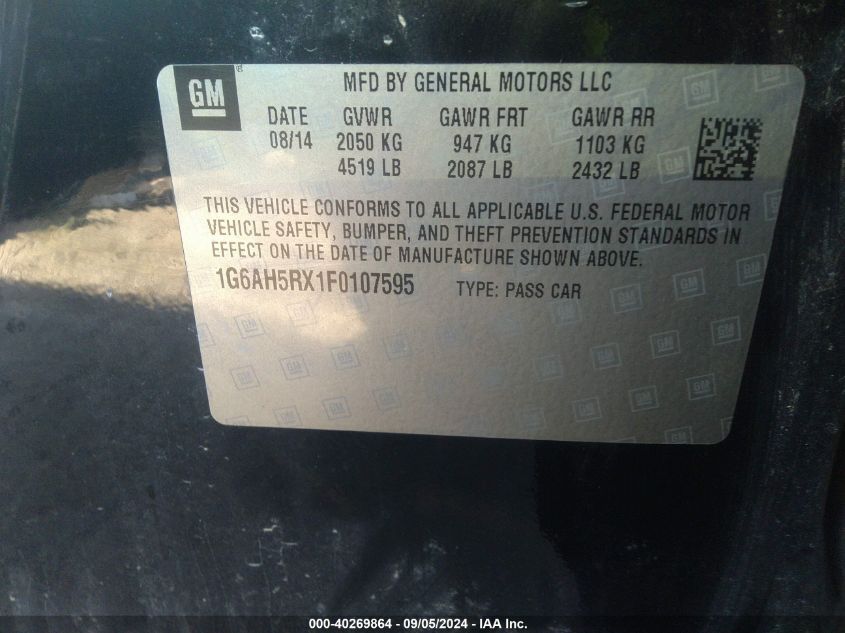 GM
MFD BY GENERAL MOTORS LLC
DATE GVWR GAWR FRT GAWR RR
08/14 2050 KG 947 KG 1103 KG
4519 LB 2087 LB 2432 LB
THIS VEHICLE CONFORMS TO ALL APPLICABLE U.S. FEDERAL MOTOR
VEHICLE SAFETY, BUMPER, AND THEFT PREVENTION STANDARDS IN
EFFECT ON THE DATE OF MANUFACTURE SHOWN ABOVE.
1G6AH5RX1F0107595 TYPE: PASS CAR
000-40269864 - 09/05/2024 - IAA Inc.